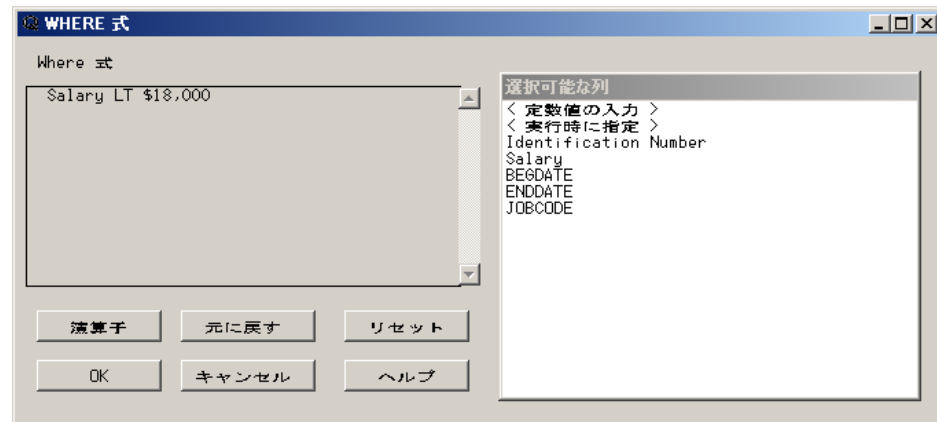 WHERE 式
Where 式
Salary LT $18,000
選択可能な列
< 定数値の入力 >
< 実行時に指定 >
Identification Number
Salary
BEGDATE
ENDDATE
JOBCODE
演算子 元に戻す リセット
OK キャンセル ヘルプ